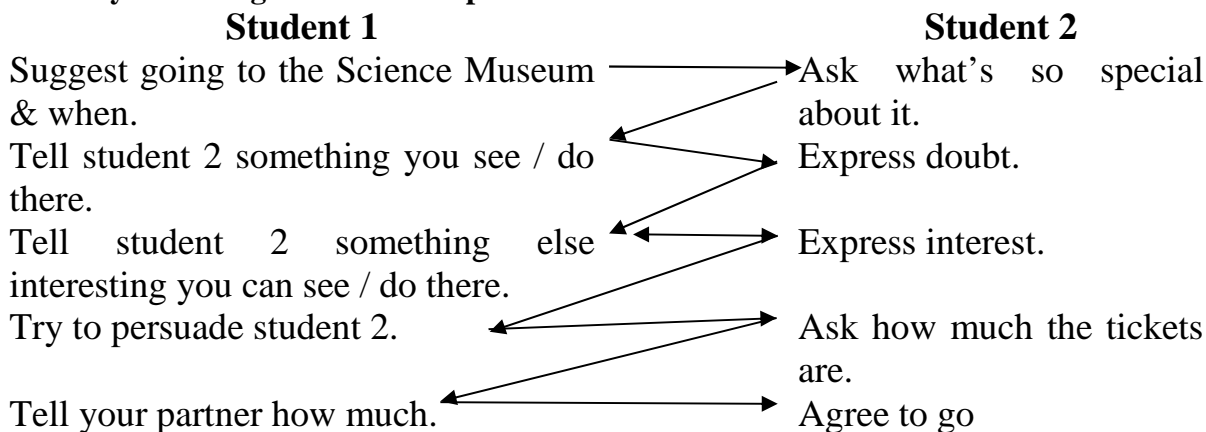 Student 1
Student 2
Suggest going to the Science Museum
& when.
Ask what's so special
about it.
Tell student 2 something you see / do
there.
Express doubt.
Tell student 2 something else
interesting you can see / do there.
Express interest.
Try to persuade student 2.
Ask how much the tickets
are.
Tell your partner how much.
Agree to go